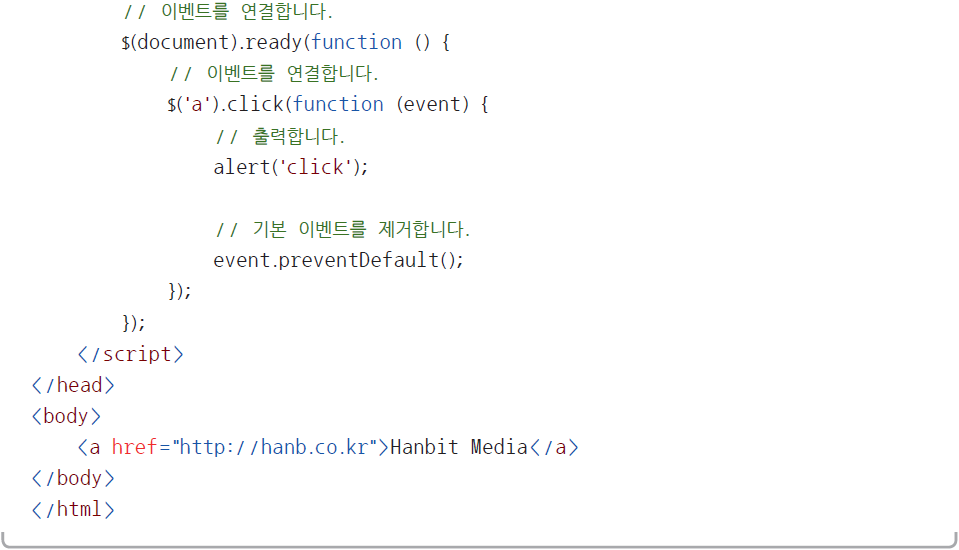 // 이벤트를 연결합니다.
$(document).ready(function () {
// 이벤트를 연결합니다.
$('a').click(function (event) {
// 출력합니다.
alert('click');
// 기본 이벤트를 제거합니다.
event.preventDefault();
});
});
</script>
</head>
<body>
<a href="http://hanb.co.kr">Hanbit Media</a>
</body>
</html>